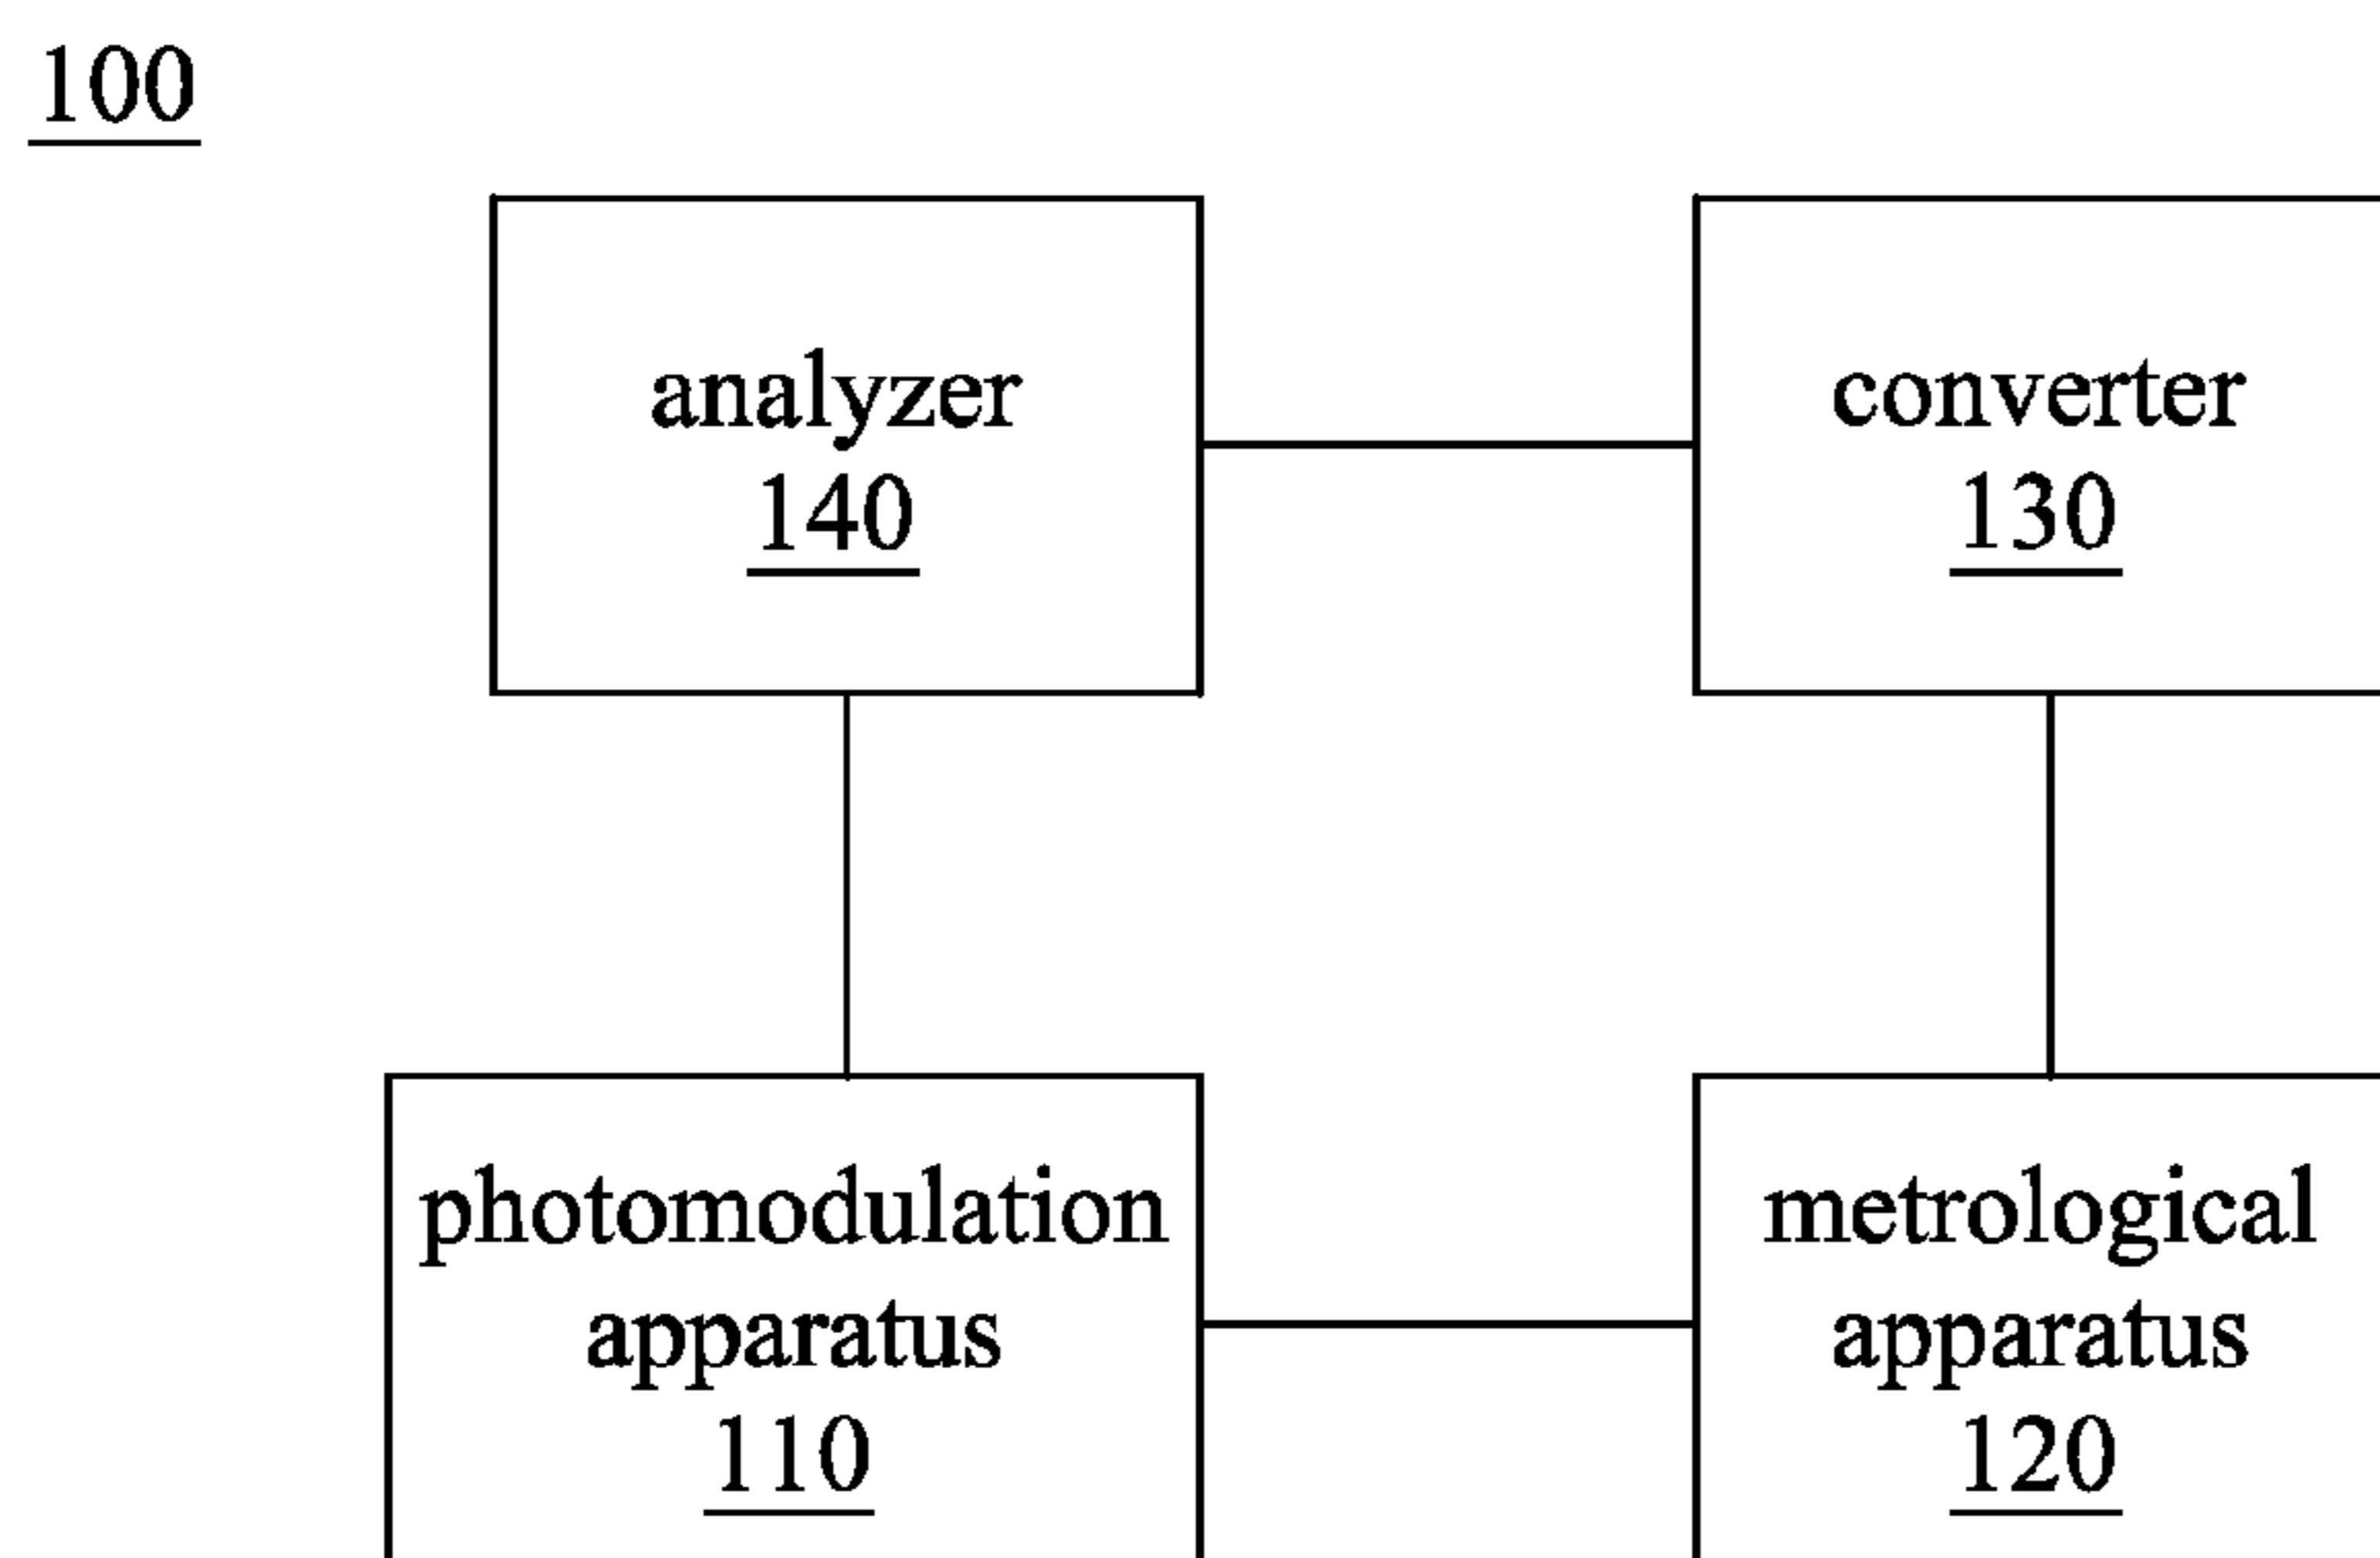 100
analyzer
140
converter
130
photomodulation
apparatus
110
metrological
apparatus
120